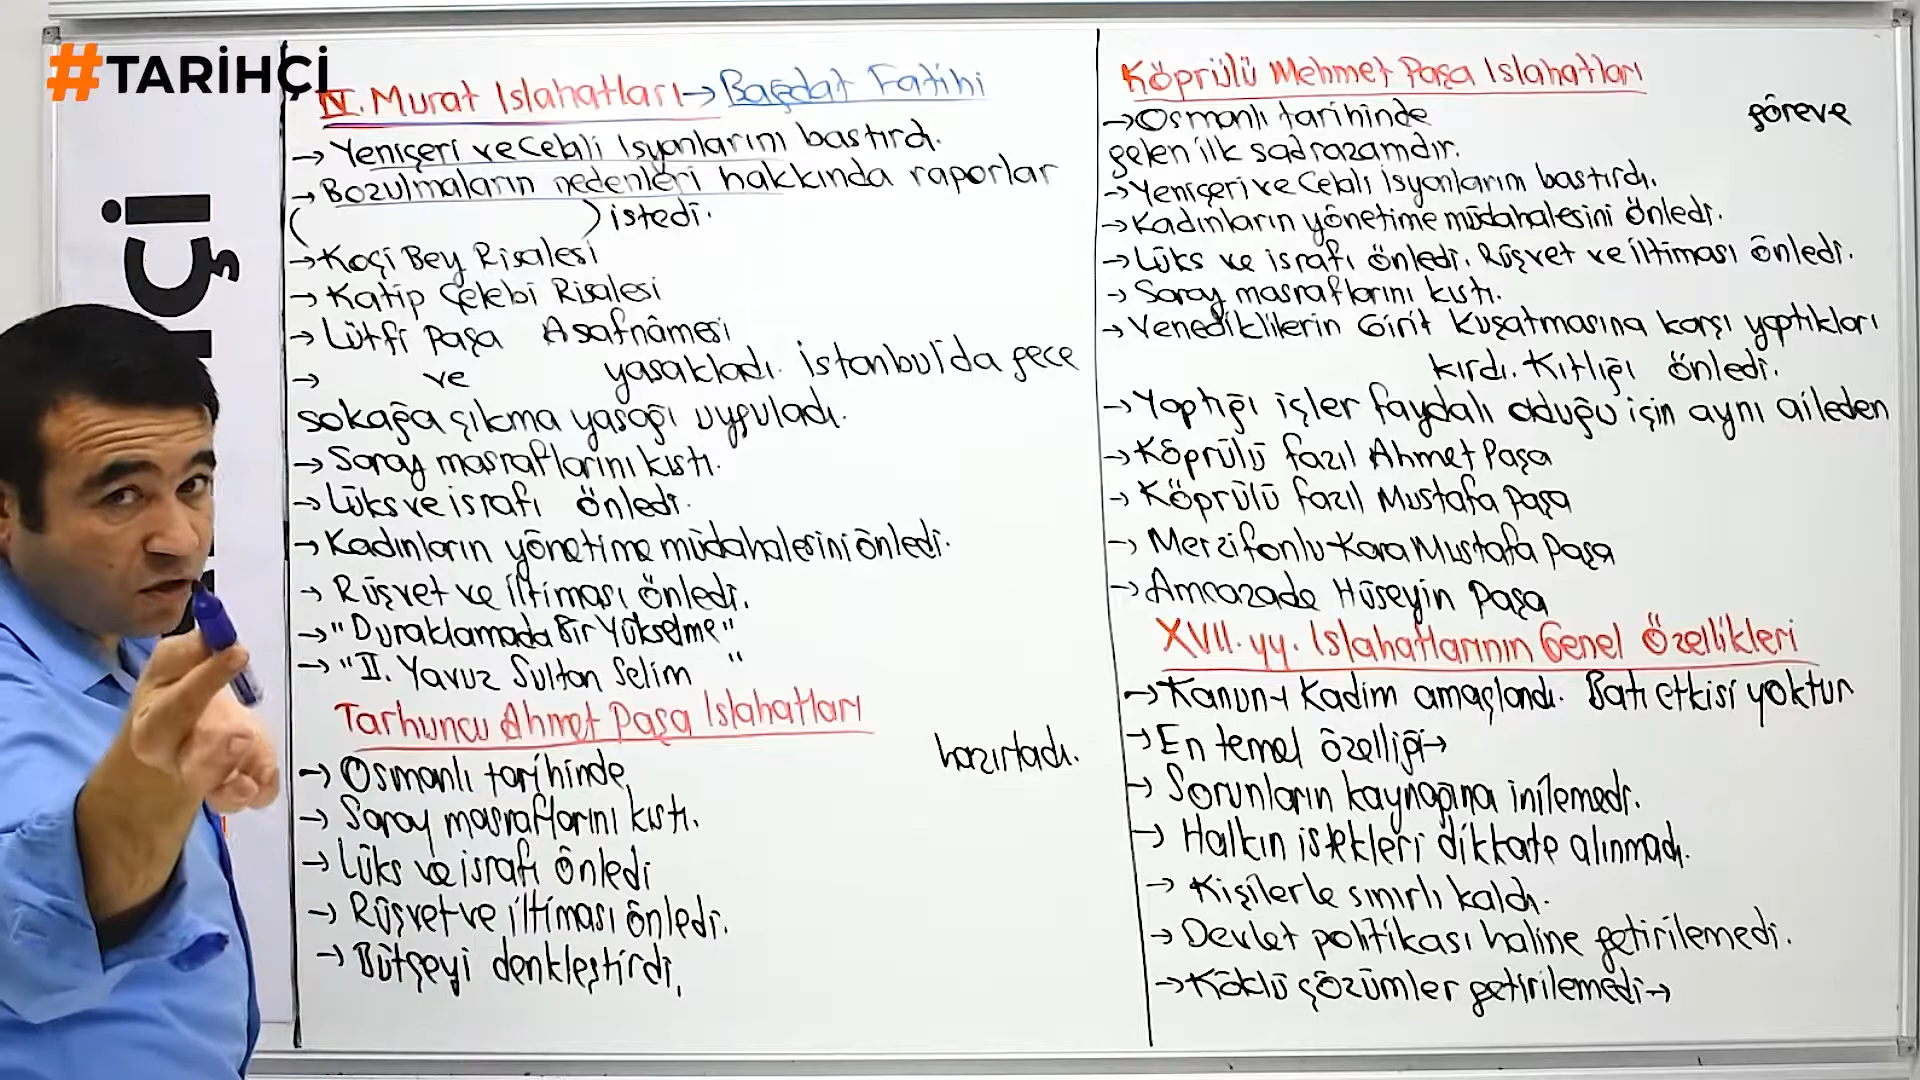 #TARİHÇİ
IV. Murat Islahatları→Bağdat Fatihi
→ Yeniçeri ve Celali İsyanlarını bastırdı.
→ Bozulmaların nedenleri hakkında raporlar
( ) istedi.
→ Koçi Bey Risalesi
→ Katip Çelebi Risalesi
→ Lütfi Paşa Asafnâmesi
→ ve yasakladı. İstanbul'da gece
sokağa çıkma yasağı uyguladı.
→ Saray masraflarını kıstı.
→ Lüks ve israfı önledi.
→ Kadınların yönetime müdahalesini önledi.
→ Rüşvet ve iltiması önledi.
→ "Duraklamada Bir Yükselme"
→ "II. Yavuz Sultan Selim "
Tarhuncu Ahmet Paşa Islahatları
→ Osmanlı tarihinde hazırladı.
→ Saray masraflarını kıstı.
→ Lüks ve israfı önledi
→ Rüşvet ve iltiması önledi.
→ Bütçeyi denkleştirdi.
Köprülü Mehmet Paşa Islahatları
→ Osmanlı tarihinde göreve
gelen ilk sadrazamdır.
→ Yeniçeri ve Celali isyanlarını bastırdı.
→ Kadınların yönetime müdahalesini önledi.
→ Lüks ve israfı önledi. Rüşvet ve iltiması önledi.
→ Saray masraflarını kıstı.
→ Venediklilerin Girit Kuşatmasına karşı yaptıkları
kırdı. Kıtlığı önledi.
→ Yaptığı işler faydalı olduğu için aynı aileden
→ Köprülü fazıl Ahmet Paşa
→ Köprülü fazıl Mustafa Paşa
→ Merzifonlu Kara Mustafa Paşa
→ Amcazade Hüseyin Paşa
XVII. yy. Islahatlarının Genel Özellikleri
→ Kanun-ı Kadim amaçlandı. Batı etkisi yoktur
→ En temel özelliği→
→ Sorunların kaynağına inilemedi.
→ Halkın istekleri dikkate alınmadı.
→ Kişilerle sınırlı kaldı.
→ Devlet politikası haline getirilemedi.
→ Köklü çözümler getirilemedi→